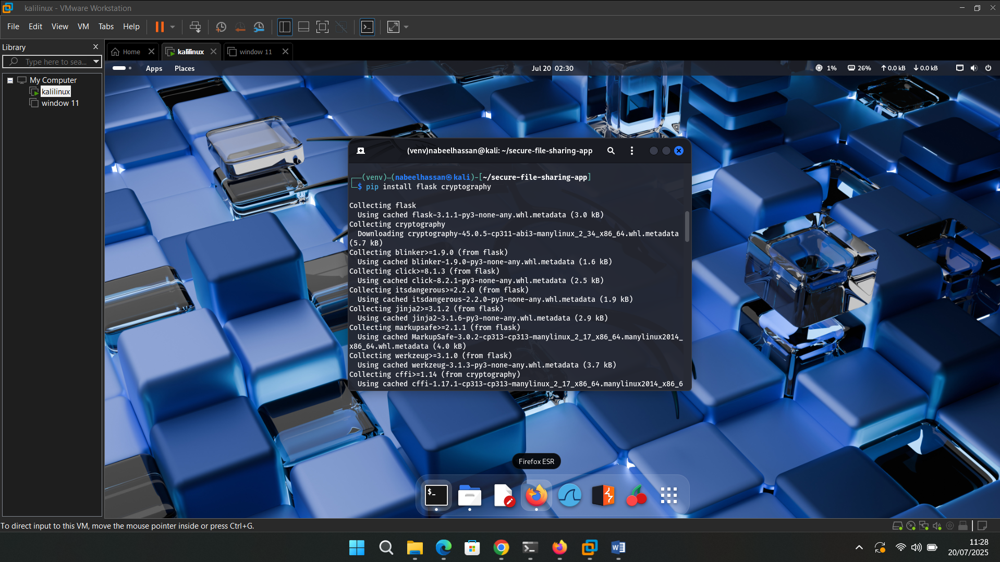 kalilinux - VMware Workstation
File Edit View VM Tabs Help
Library
Type here to sea...
Home
kalilinux
window 11
My Computer
kalilinux
window 11
Apps Places
Jul 20 02:30
1% 26% 0.0 kB 0.0 kB
(venv)nabeelhassan@kali: ~/secure-file-sharing-app
(venv)-(nabeelhassan㉿kali)-[~/secure-file-sharing-app]
$ pip install flask cryptography
Collecting flask
Using cached flask-3.1.1-py3-none-any.whl.metadata (3.0 kB)
Collecting cryptography
Downloading cryptography-45.0.5-cp311-abi3-manylinux_2_34_x86_64.whl.metadata
(5.7 kB)
Collecting blinker>=1.9.0 (from flask)
Using cached blinker-1.9.0-py3-none-any.whl.metadata (1.6 kB)
Collecting click>=8.1.3 (from flask)
Using cached click-8.2.1-py3-none-any.whl.metadata (2.5 kB)
Collecting itsdangerous>=2.2.0 (from flask)
Using cached itsdangerous-2.2.0-py3-none-any.whl.metadata (1.9 kB)
Collecting jinja2>=3.1.2 (from flask)
Using cached jinja2-3.1.6-py3-none-any.whl.metadata (2.9 kB)
Collecting markupsafe>=2.1.1 (from flask)
Using cached MarkupSafe-3.0.2-cp313-cp313-manylinux_2_17_x86_64.manylinux2014_
x86_64.whl.metadata (4.0 kB)
Collecting werkzeug>=3.1.0 (from flask)
Using cached werkzeug-3.1.3-py3-none-any.whl.metadata (3.7 kB)
Collecting cffi>=1.14 (from cryptography)
Using cached cffi-1.17.1-cp313-cp313-manylinux_2_17_x86_64.manylinux2014_x86_6
Firefox ESR
$_
To direct input to this VM, move the mouse pointer inside or press Ctrl+G.
11:28
20/07/2025